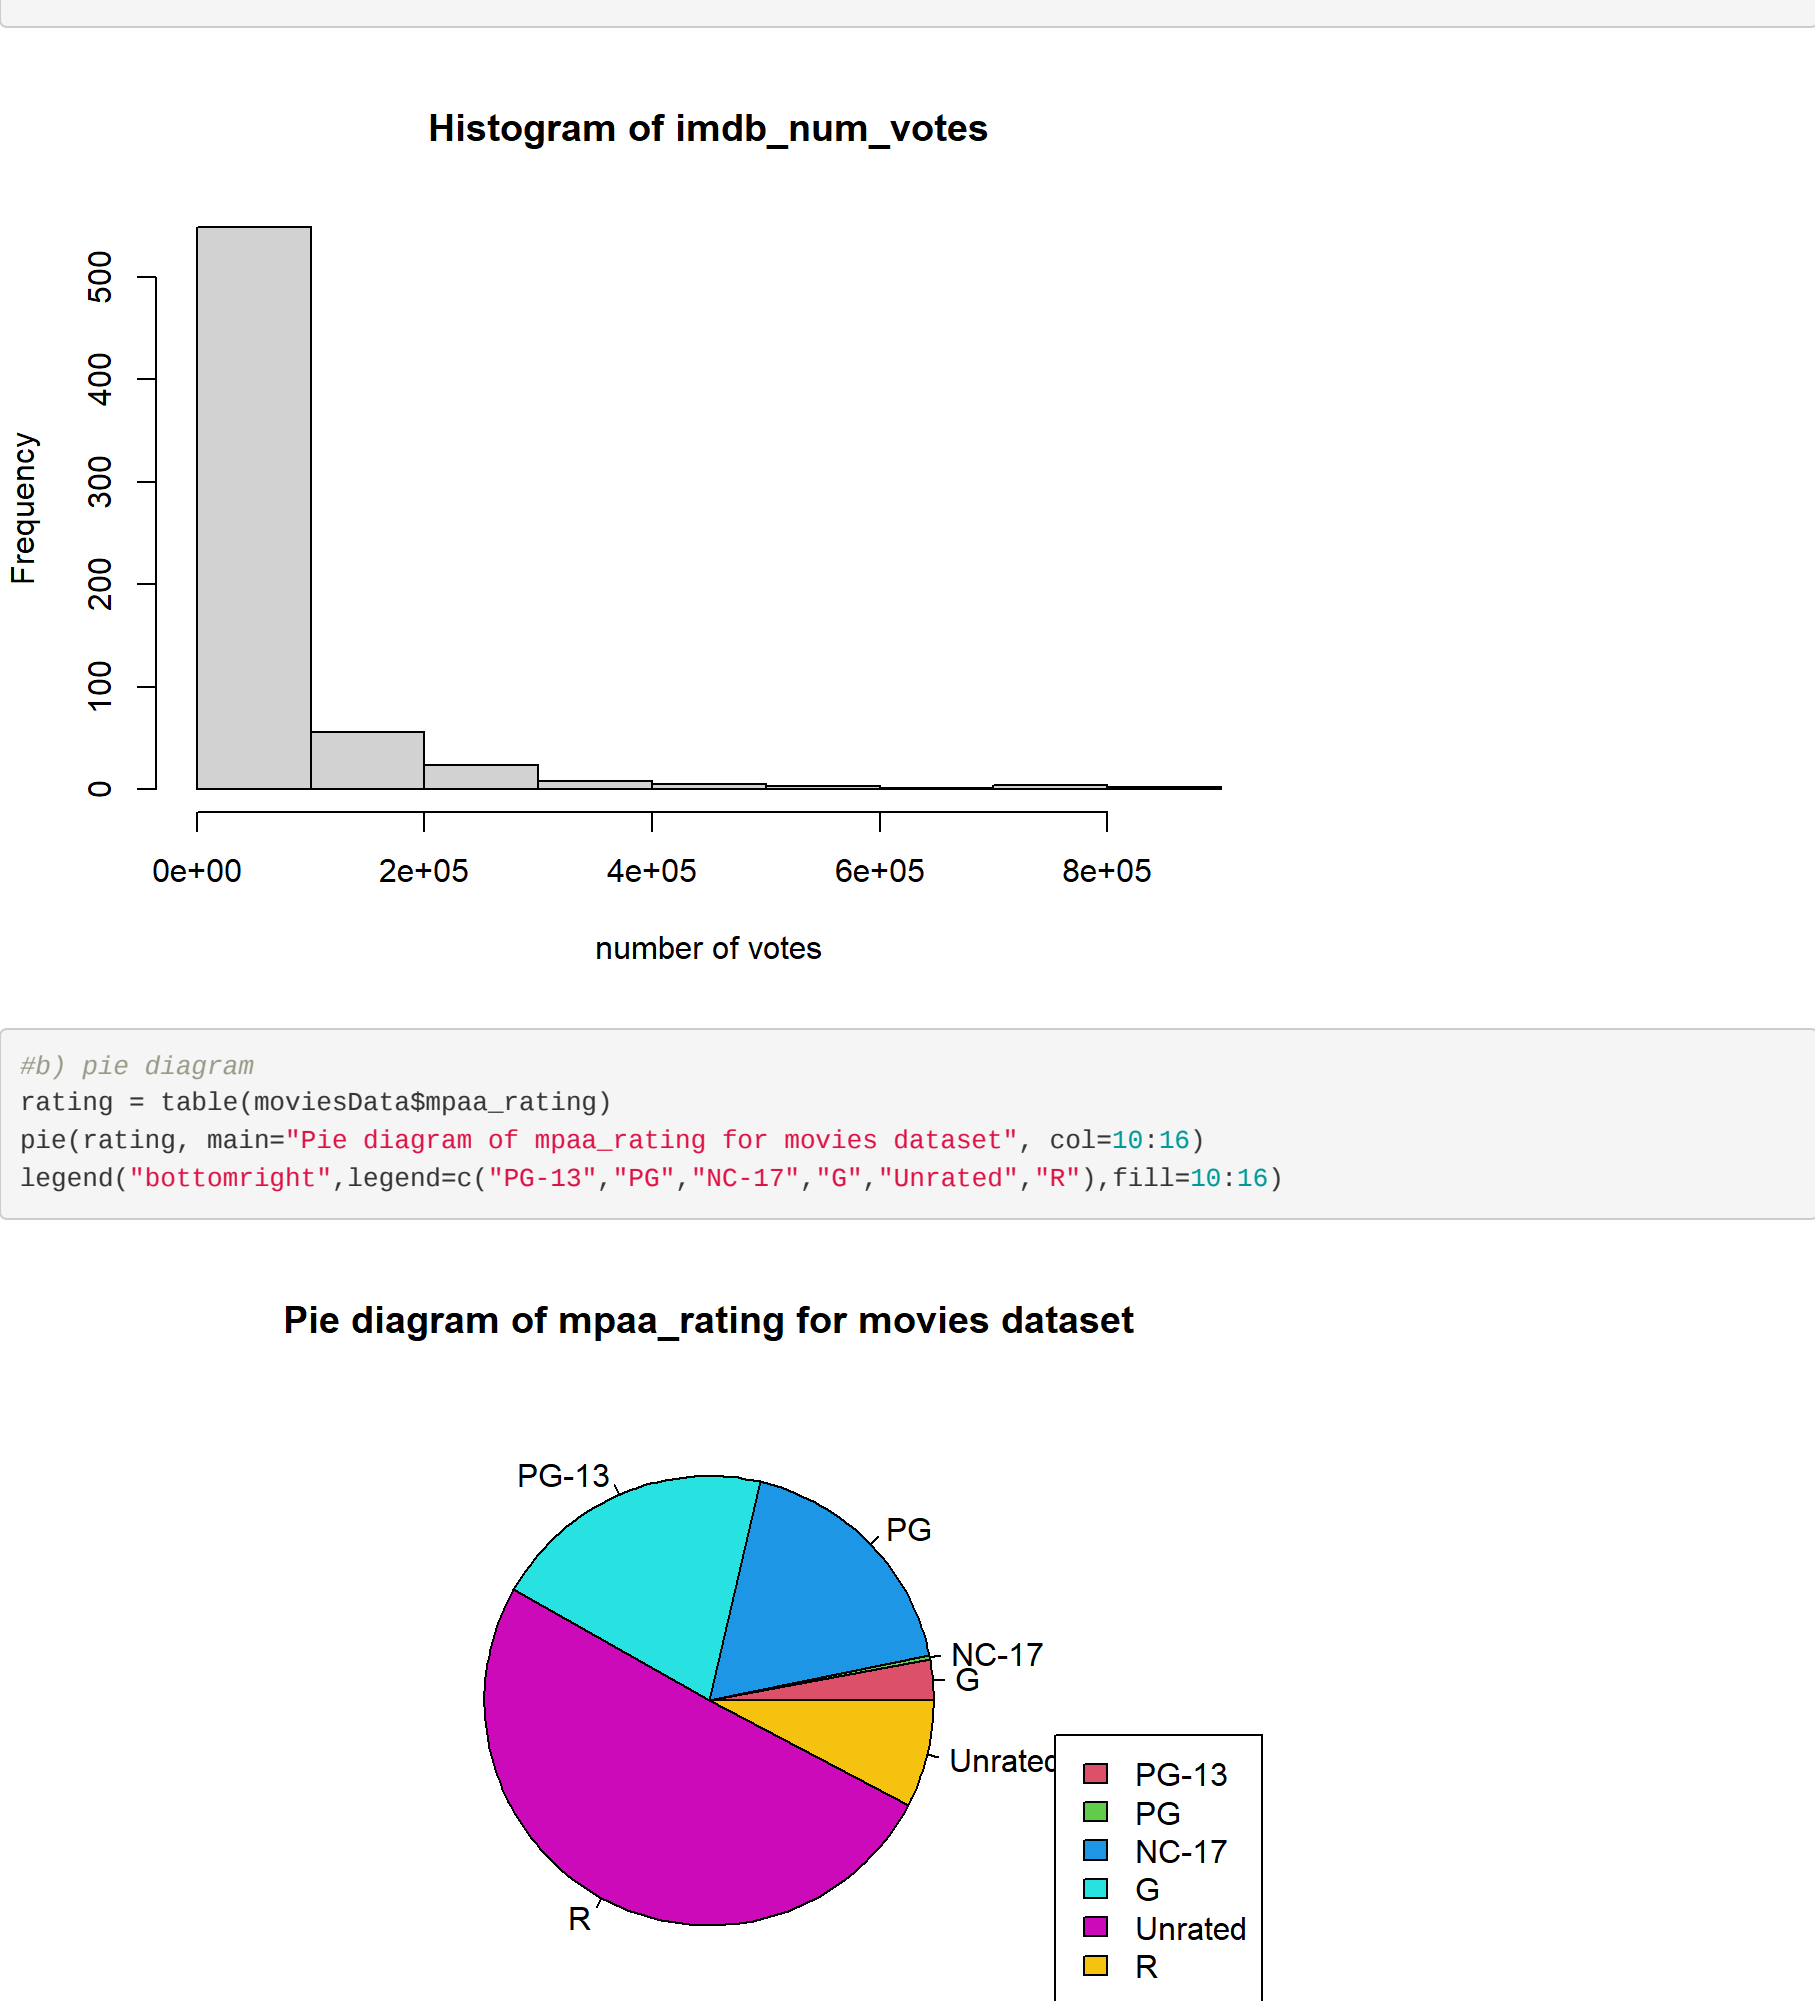 Histogram of imdb_num_votes
Frequency
500
400
300
200
100
0
0e+00 2e+05 4e+05 6e+05 8e+05
number of votes
#b) pie diagram
rating = table(moviesData$mpaa_rating)
pie(rating, main="Pie diagram of mpaa_rating for movies dataset", col=10:16)
legend("bottomright",legend=c("PG-13","PG","NC-17","G","Unrated","R"),fill=10:16)
Pie diagram of mpaa_rating for movies dataset
PG-13
PG
NC-17
G
Unrated
R
PG-13
PG
NC-17
G
Unrated
R